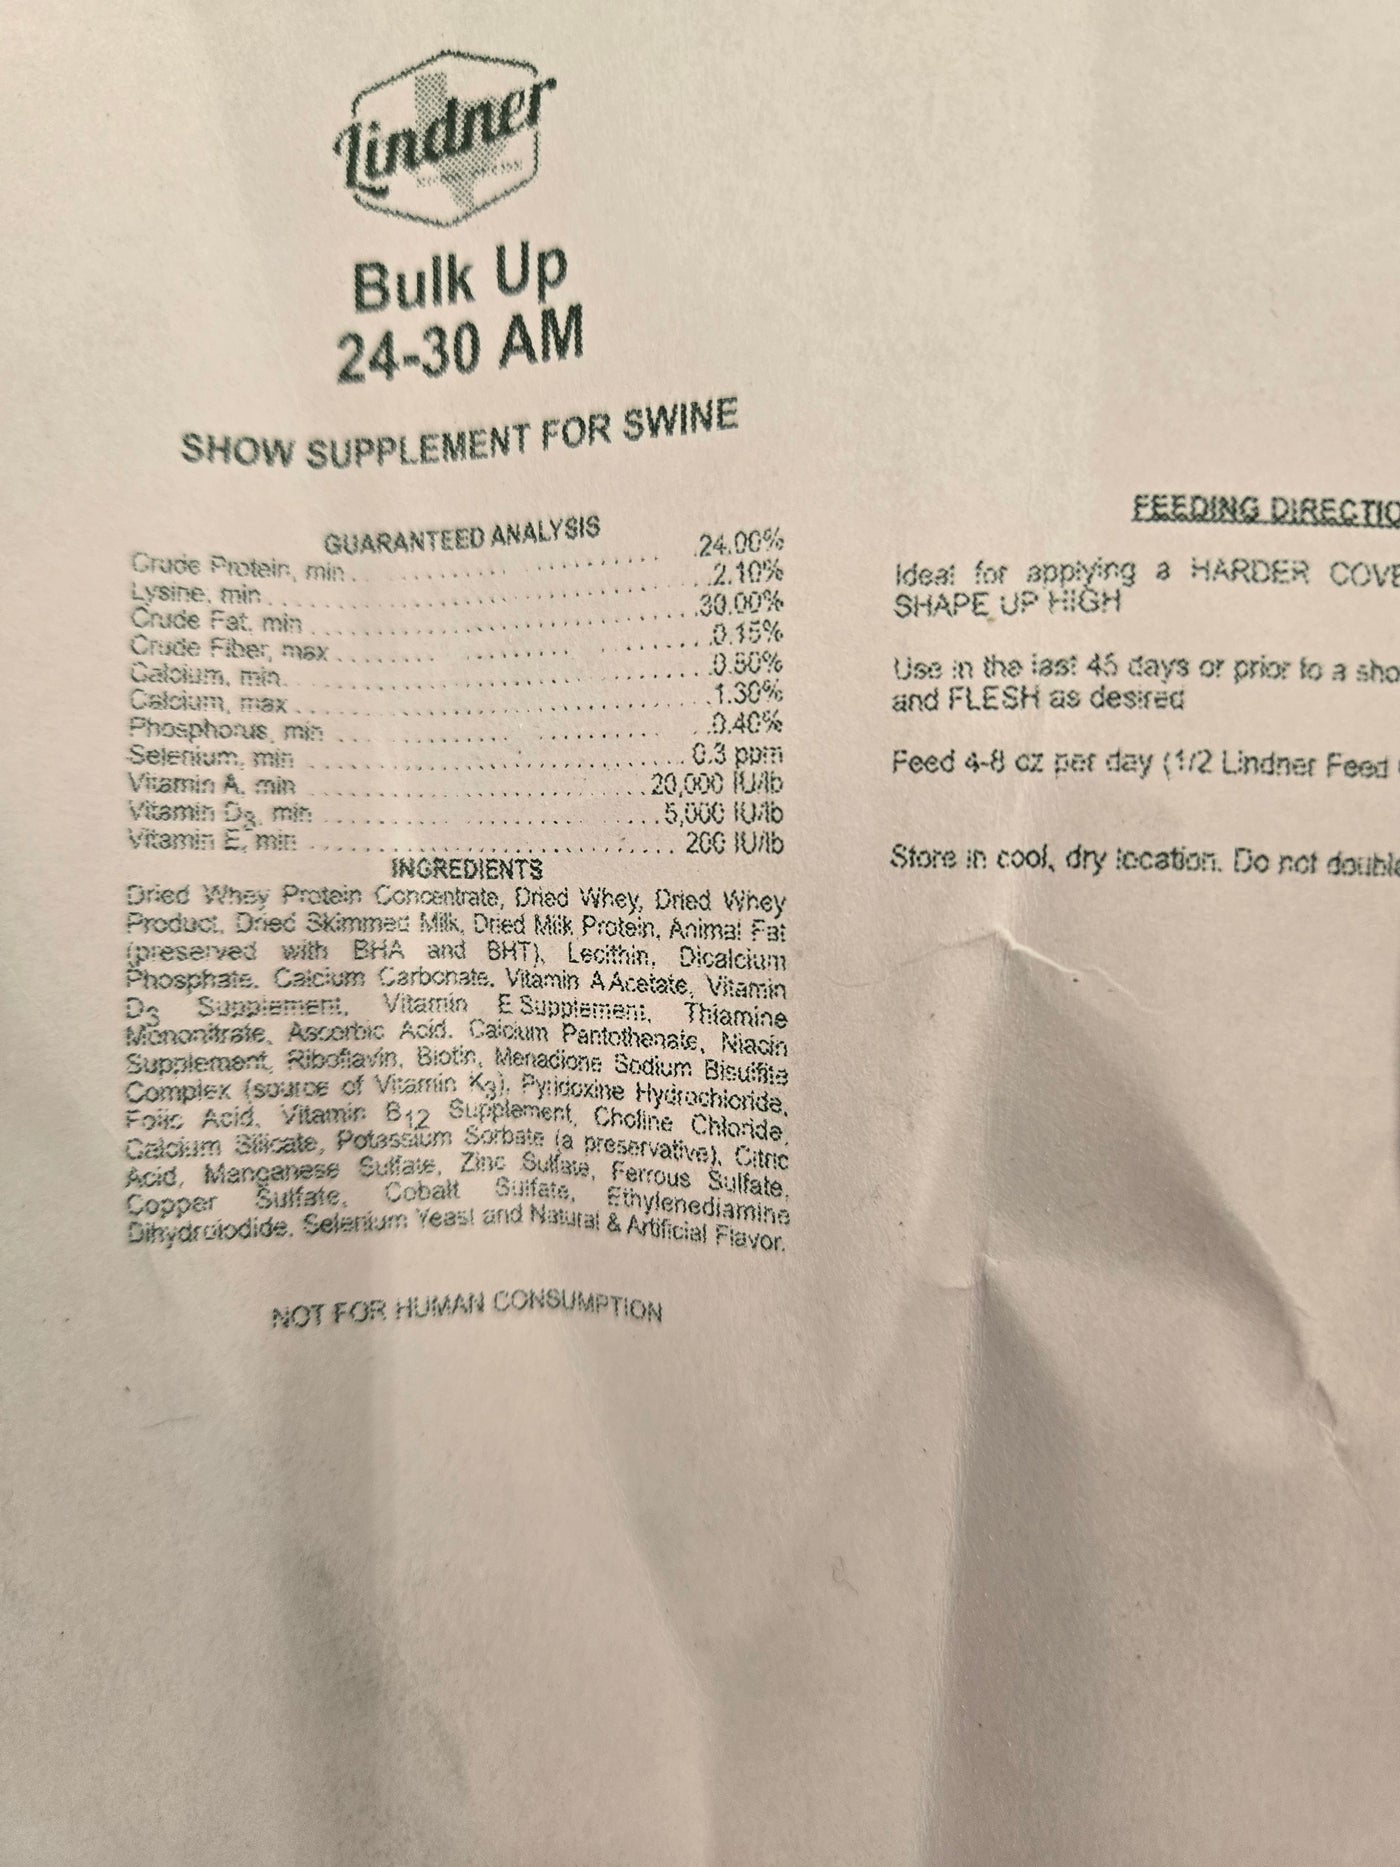 Lindner
Bulk Up
24-30 AM
SHOW SUPPLEMENT FOR SWINE
GUARANTEED ANALYSIS
Crude Protein, min. .................. .24.00%
Lysine, min. .................. .2.10%
Crude Fat, min .................. .30.00%
Crude Fiber, max .................. .0.15%
Calcium, min. .................. .0.80%
Calcium, max .................. .1.30%
Phosphorus, min .................. .0.40%
Selenium, min .................. 0.3 ppm
Vitamin A, min .................. 20,000 IU/lb
Vitamin D3, min .................. 5,000 IU/lb
Vitamin E, min .................. 200 IU/lb
INGREDIENTS
Dried Whey Protein Concentrate, Dried Whey, Dried Whey
Product, Dried Skimmed Milk, Dried Milk Protein, Animal Fat
(preserved with BHA and BHT), Lecithin, Dicalcium
Phosphate, Calcium Carbonate, Vitamin A Acetate, Vitamin
D3 Supplement, Vitamin E Supplement, Thiamine
Mononitrate, Ascorbic Acid, Calcium Pantothenate, Niacin
Supplement, Riboflavin, Biotin, Menadione Sodium Bisulfite
Complex (source of Vitamin K3), Pyridoxine Hydrochloride,
Folic Acid, Vitamin B12 Supplement, Choline Chloride,
Calcium Silicate, Potassium Sorbate (a preservative), Citric
Acid, Manganese Sulfate, Zinc Sulfate, Ferrous Sulfate,
Copper Sulfate, Cobalt Sulfate, Ethylenediamine
Dihydroiodide, Selenium Yeast and Natural & Artificial Flavor.
NOT FOR HUMAN CONSUMPTION
FEEDING DIRECTIO
Ideal for applying a HARDER COVE
SHAPE UP HIGH
Use in the last 45 days or prior to a sho
and FLESH as desired
Feed 4-8 oz per day (1/2 Lindner Feed
Store in cool, dry location. Do not double